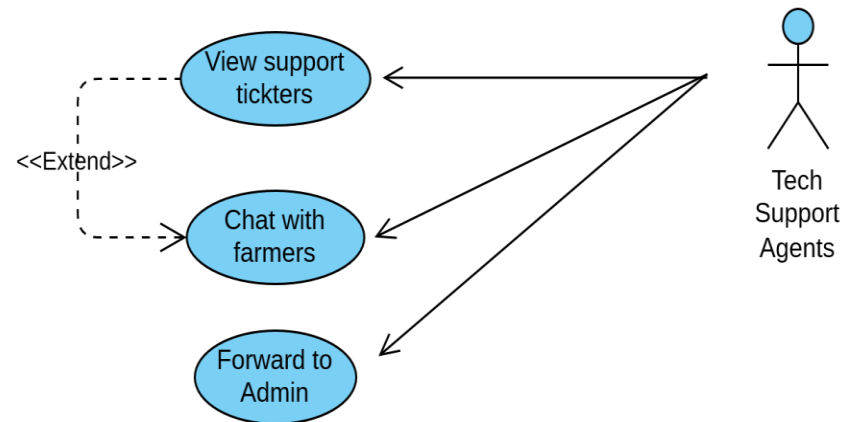 View support
tickters
<<Extend>>
Chat with
farmers
Forward to
Admin
Tech
Support
Agents